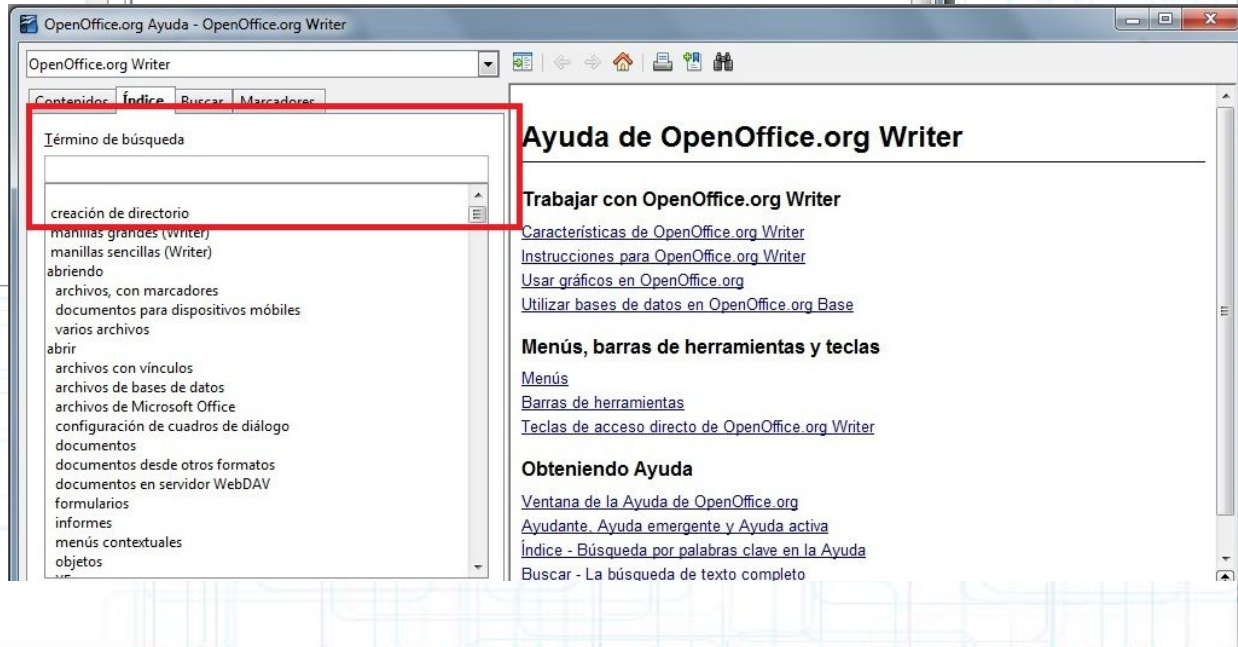 OpenOffice.org Ayuda - OpenOffice.org Writer
OpenOffice.org Writer
Contenidos Índice Buscar Marcadores
Término de búsqueda
creación de directorio
manillas grandes (Writer)
manillas sencillas (Writer)
abriendo
archivos, con marcadores
documentos para dispositivos móbiles
varios archivos
abrir
archivos con vínculos
archivos de bases de datos
archivos de Microsoft Office
configuración de cuadros de diálogo
documentos
documentos desde otros formatos
documentos en servidor WebDAV
formularios
informes
menús contextuales
objetos
Ayuda de OpenOffice.org Writer
Trabajar con OpenOffice.org Writer
Características de OpenOffice.org Writer
Instrucciones para OpenOffice.org Writer
Usar gráficos en OpenOffice.org
Utilizar bases de datos en OpenOffice.org Base
Menús, barras de herramientas y teclas
Menús
Barras de herramientas
Teclas de acceso directo de OpenOffice.org Writer
Obteniendo Ayuda
Ventana de la Ayuda de OpenOffice.org
Ayudante, Ayuda emergente y Ayuda activa
Índice - Búsqueda por palabras clave en la Ayuda
Buscar - La búsqueda de texto completo